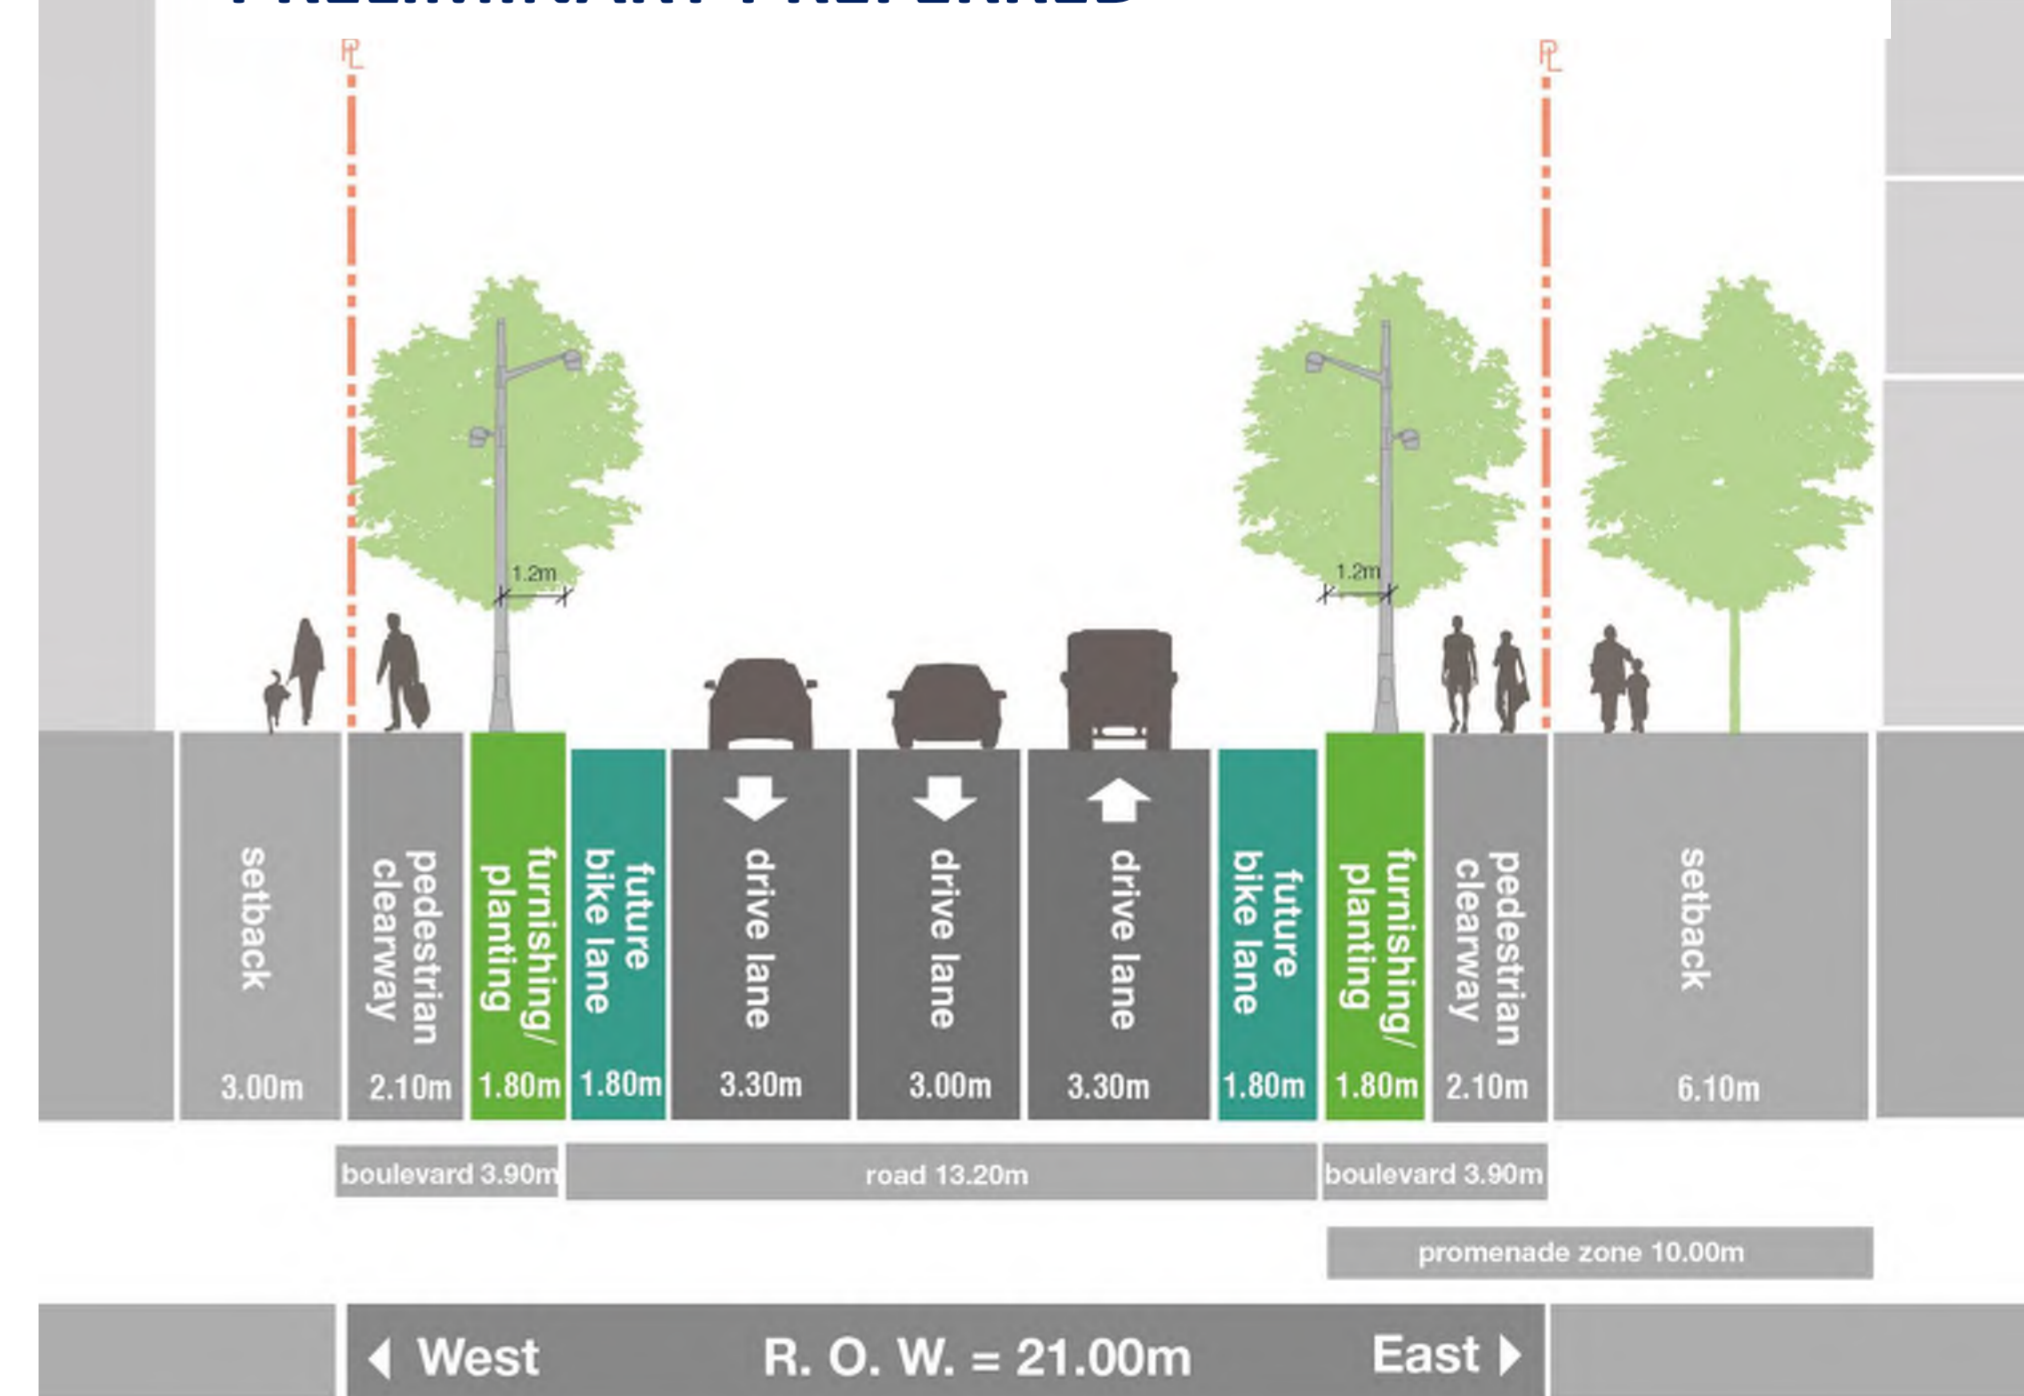 PRELIMINARY PREFERRED
PL
PL
1.2m
1.2m
setback
3.00m
pedestrian
clearway
2.10m
furnishing/
planting
1.80m
future
bike lane
1.80m
drive lane
3.30m
drive lane
3.00m
drive lane
3.30m
future
bike lane
1.80m
furnishing/
planting
1.80m
pedestrian
clearway
2.10m
setback
6.10m
boulevard 3.90m
road 13.20m
boulevard 3.90m
promenade zone 10.00m
West
R. O. W. = 21.00m
East